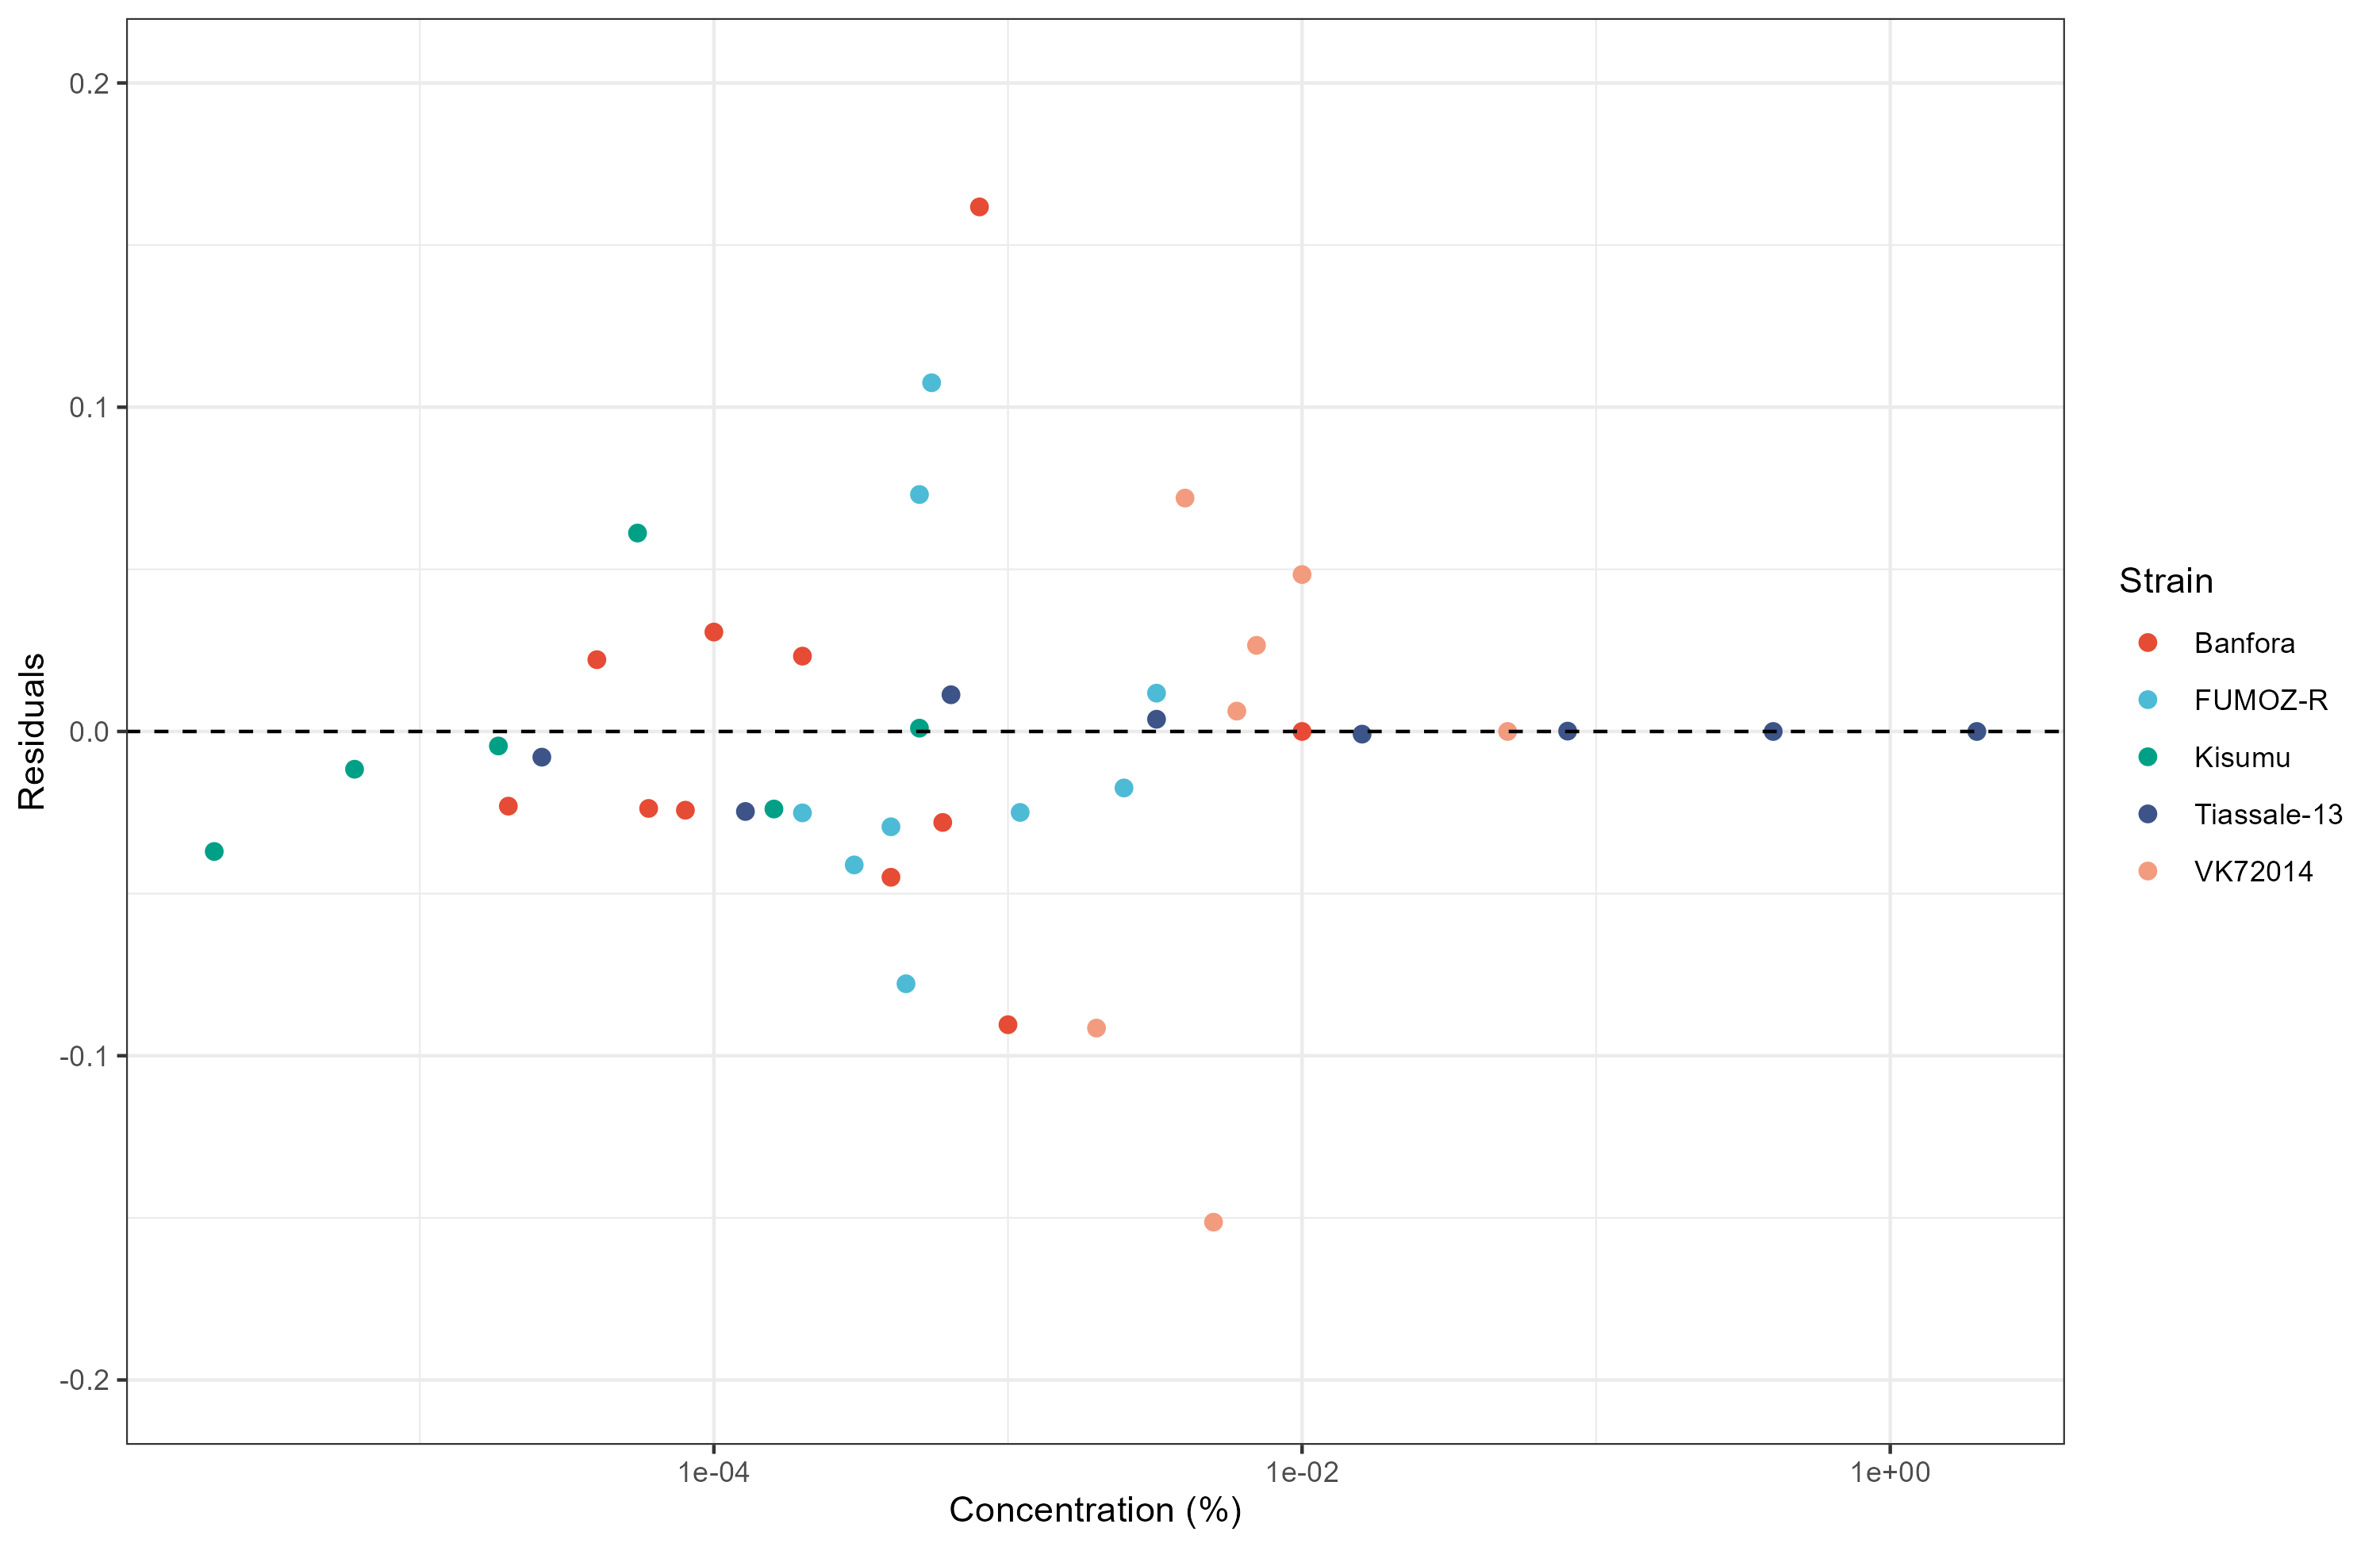 0.2
0.1
0.0
-0.1
-0.2
Residuals
1e-04
1e-02
1e+00
Concentration (%)
Strain
Banfora
FUMOZ-R
Kisumu
Tiassale-13
VK72014